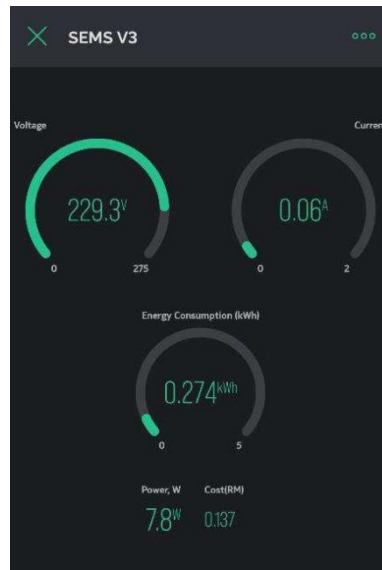 SEMS V3
Voltage
Curren
229.3V
0.06A
0 275
0 2
Energy Consumption (kWh)
0.274kWh
0 5
Power, W Cost(RM)
7.8W 0.137